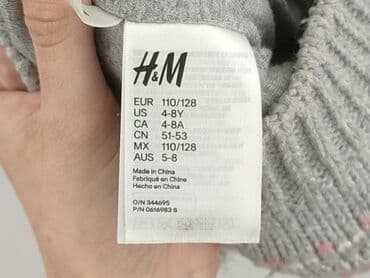 H&M
EUR 110/128
US 4-8Y
CA 4-8A
CN 51-53
MX 110/128
AUS 5-8
Made in China
Fabriqué en Chine
Hecho en China
O/N 344695
P/N 0616983 8